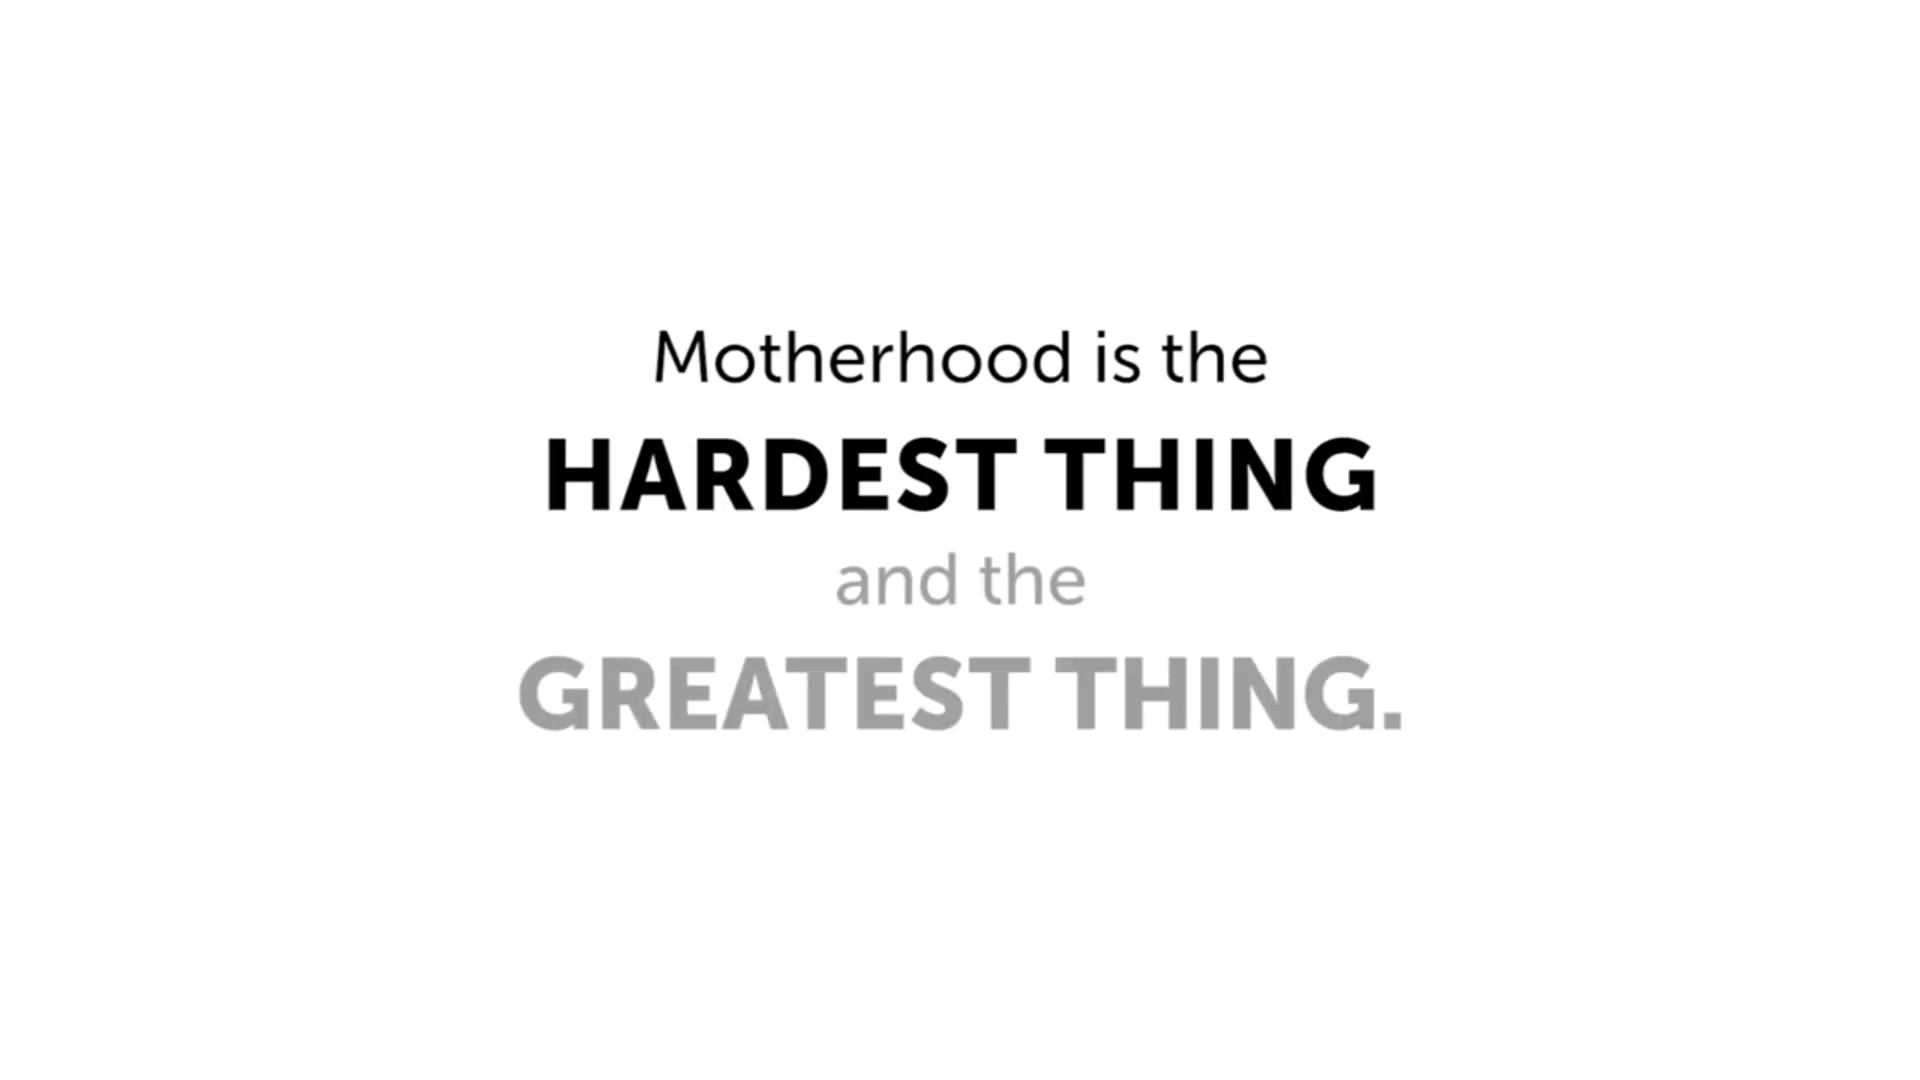 Motherhood is the
HARDEST THING
and the
GREATEST THING.